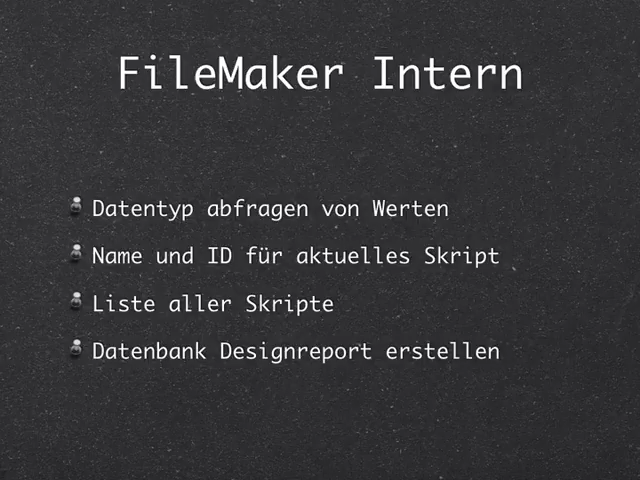 FileMaker Intern
Datentyp abfragen von Werten
Name und ID für aktuelles Skript
Liste aller Skripte
Datenbank Designreport erstellen